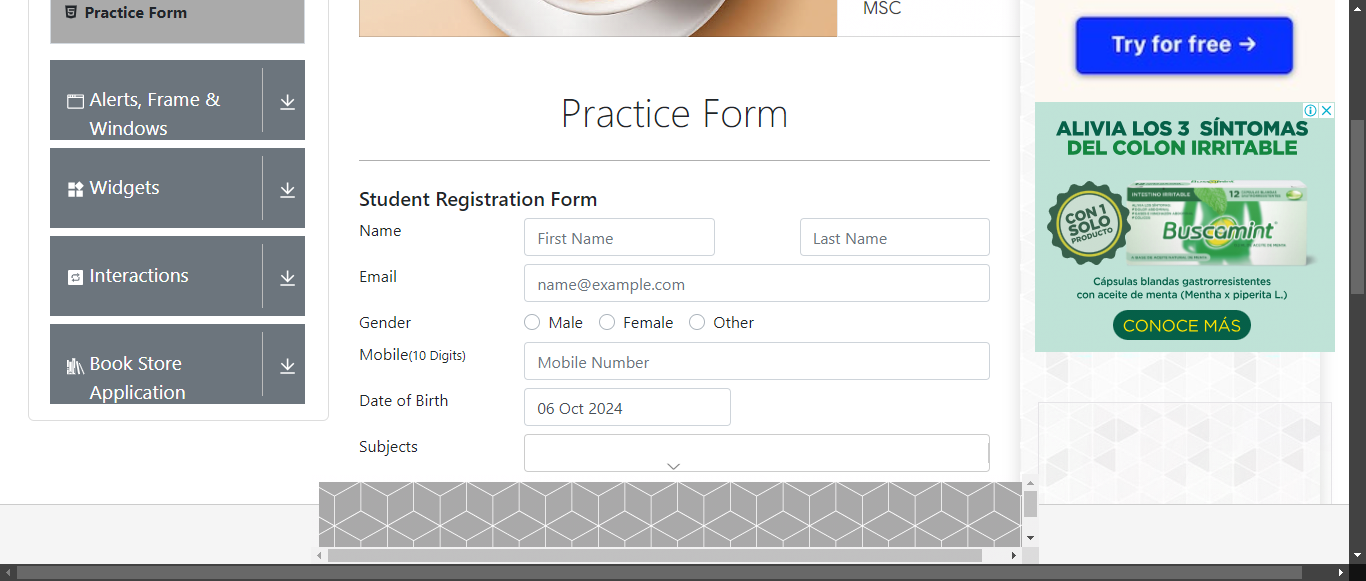 Practice Form
Alerts, Frame &
Windows
Widgets
Interactions
Book Store
Application
MSC
Practice Form
Student Registration Form
Name
First Name
Last Name
Email
name@example.com
Gender
Male
Female
Other
Mobile(10 Digits)
Mobile Number
Date of Birth
06 Oct 2024
Subjects
Try for free →
ALIVIA LOS 3 SÍNTOMAS
DEL COLON IRRITABLE
CON 1
SOLO
PRODUCTO
INTESTINO IRRITABLE
12
Buscamint
Cápsulas blandas gastrorresistentes
con aceite de menta (Mentha x piperita L.)
CONOCE MÁS